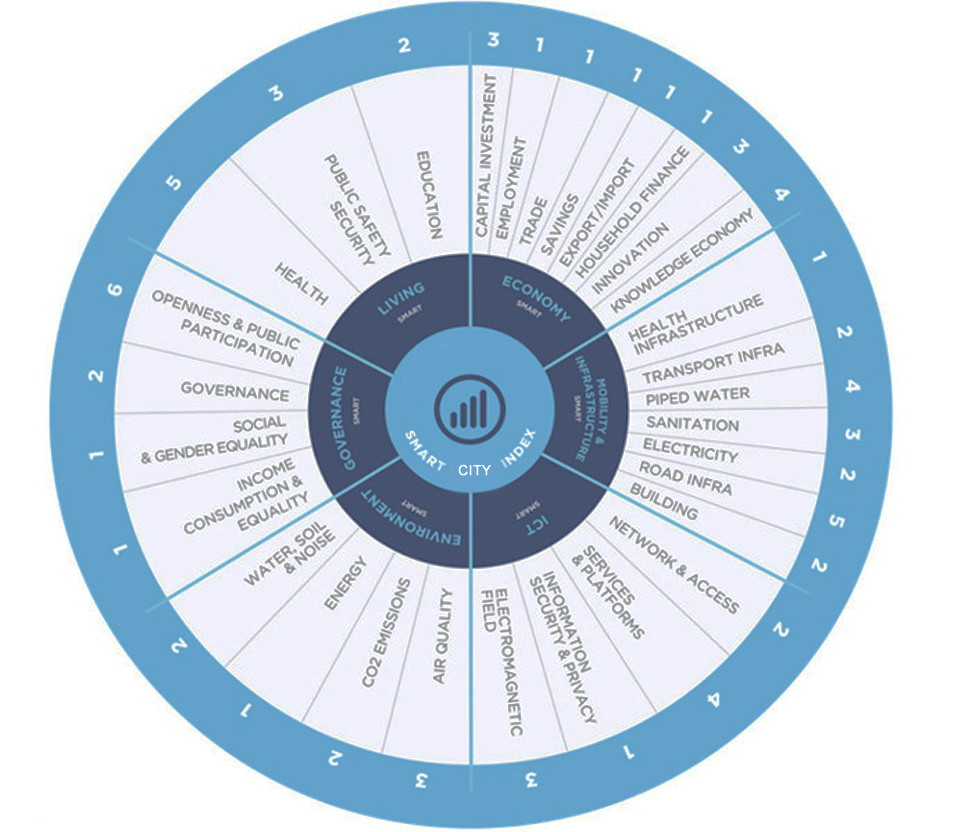 3
1
1
1
1
1
3
4
CAPITAL INVESTMENT
EMPLOYMENT
TRADE
SAVINGS
EXPORT/IMPORT
HOUSEHOLD FINANCE
INNOVATION
KNOWLEDGE ECONOMY
ECONOMY
SMART
1
2
4
3
2
5
2
HEALTH
INFRASTRUCTURE
TRANSPORT INFRA
PIPED WATER
SANITATION
ELECTRICITY
ROAD INFRA
BUILDING
MOBILITY &
INFRASTRUCTURE
SMART
2
4
1
3
NETWORK & ACCESS
SERVICES
& PLATFORMS
INFORMATION
SECURITY & PRIVACY
ELECTROMAGNETIC
FIELD
ICT
SMART
3
2
1
2
AIR QUALITY
CO2 EMISSIONS
ENERGY
WATER, SOIL
& NOISE
ENVIRONMENT
SMART
1
1
2
6
INCOME
CONSUMPTION &
EQUALITY
SOCIAL
& GENDER EQUALITY
GOVERNANCE
OPENNESS & PUBLIC
PARTICIPATION
GOVERNANCE
SMART
5
3
2
HEALTH
PUBLIC SAFETY
SECURITY
EDUCATION
LIVING
SMART
SMART CITY INDEX